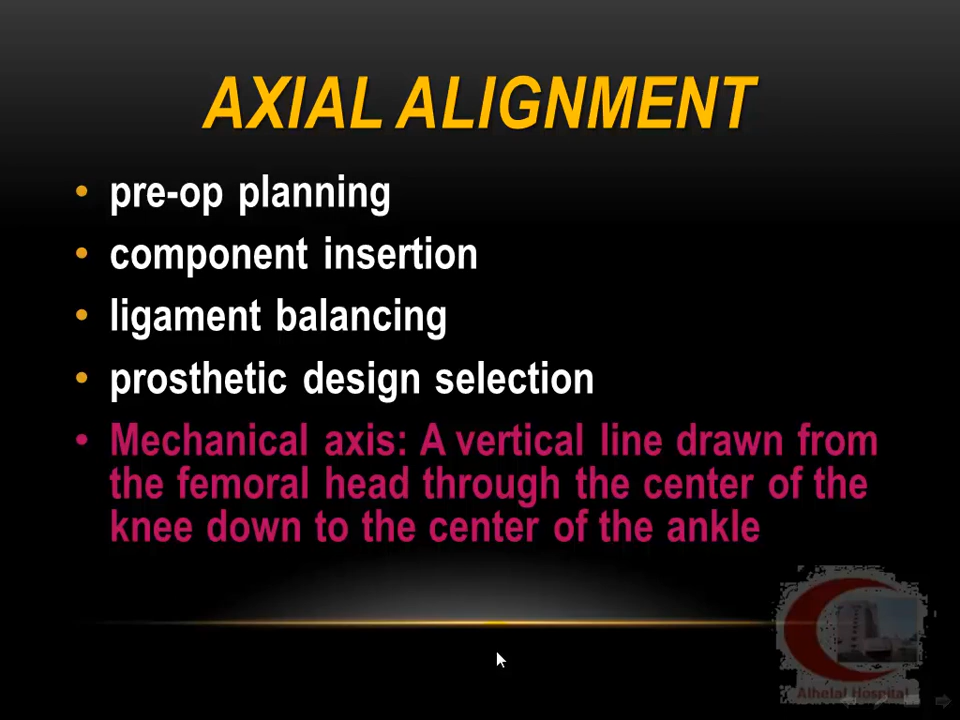 AXIAL ALIGNMENT
• pre-op planning
• component insertion
• ligament balancing
• prosthetic design selection
• Mechanical axis: A vertical line drawn from
the femoral head through the center of the
knee down to the center of the ankle
Alhelal Hospital